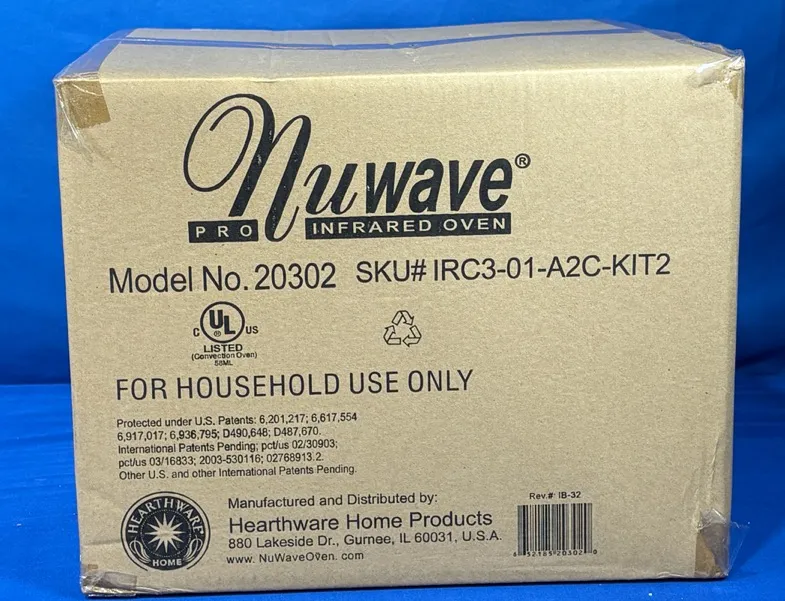 Nuwave®
PRO INFRARED OVEN
Model No. 20302 SKU# IRC3-01-A2C-KIT2
C UL ® US
LISTED
(Convection Oven)
58ML
FOR HOUSEHOLD USE ONLY
Protected under U.S. Patents: 6,201,217; 6,617,554
6,917,017; 6,936,795; D490,648; D487,670.
International Patents Pending; pct/us 02/30903;
pct/us 03/16833; 2003-530116; 02768913.2.
Other U.S. and other International Patents Pending.
HEARTHWARE
HOME
Manufactured and Distributed by:
Hearthware Home Products
880 Lakeside Dr., Gurnee, IL 60031, U.S.A.
www. NuWaveOven. com
Rev.#: IB-32
6 52185 20302 0